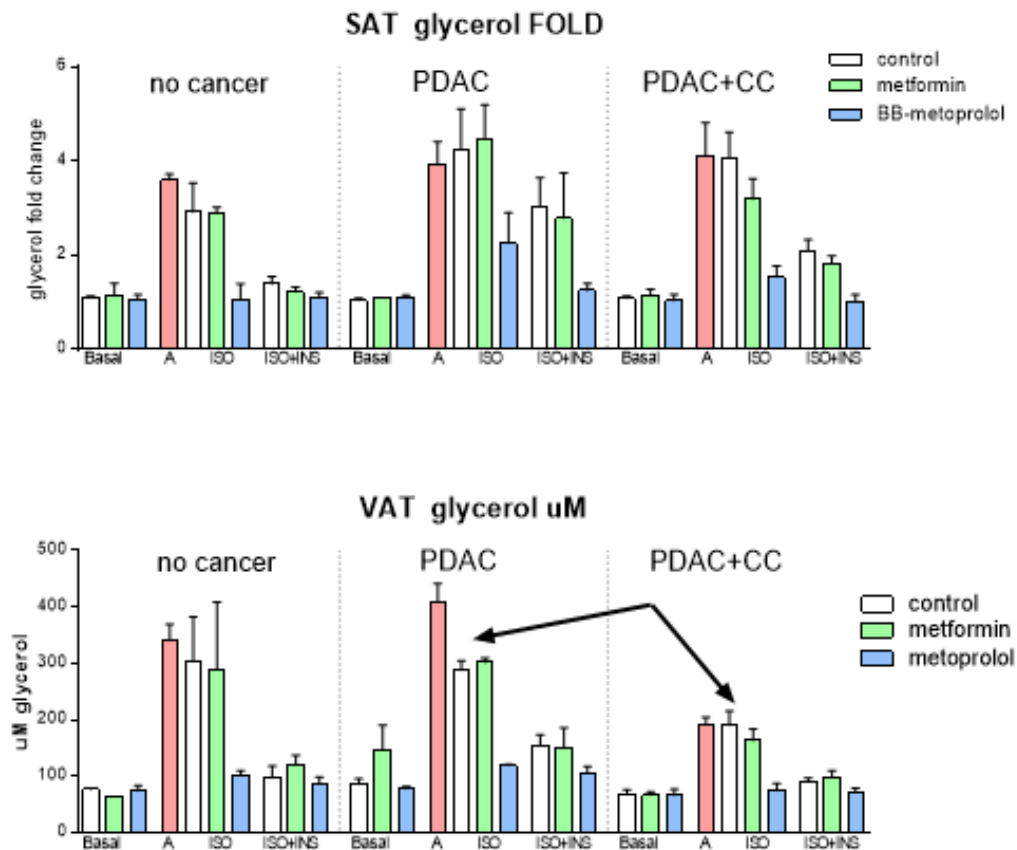 SAT glycerol FOLD
no cancer PDAC PDAC+CC
control
metformin
BB-metoprolol
glycerol fold change
6
4
2
0
Basal A ISO ISO+INS Basal A ISO ISO+INS Basal A ISO ISO+INS
VAT glycerol uM
no cancer PDAC PDAC+CC
control
metformin
metoprolol
uM glycerol
500
400
300
200
100
0
Basal A ISO ISO+INS Basal A ISO ISO+INS Basal A ISO ISO+INS